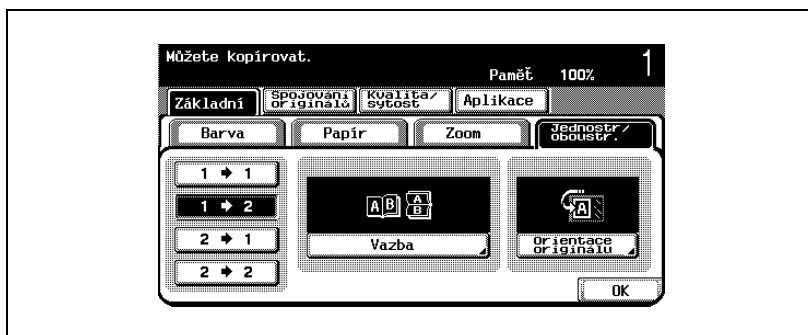 Můžete kopírovat.
1
Paměť 100%
Základní
Spojování
originálů
Kvalita/
sytost
Aplikace
Barva
Papír
Zoom
Jednostr/
oboustr.
1 → 1
1 → 2
2 → 1
2 → 2
A B
A
B
Vazba
A
Orientace
originálu
OK